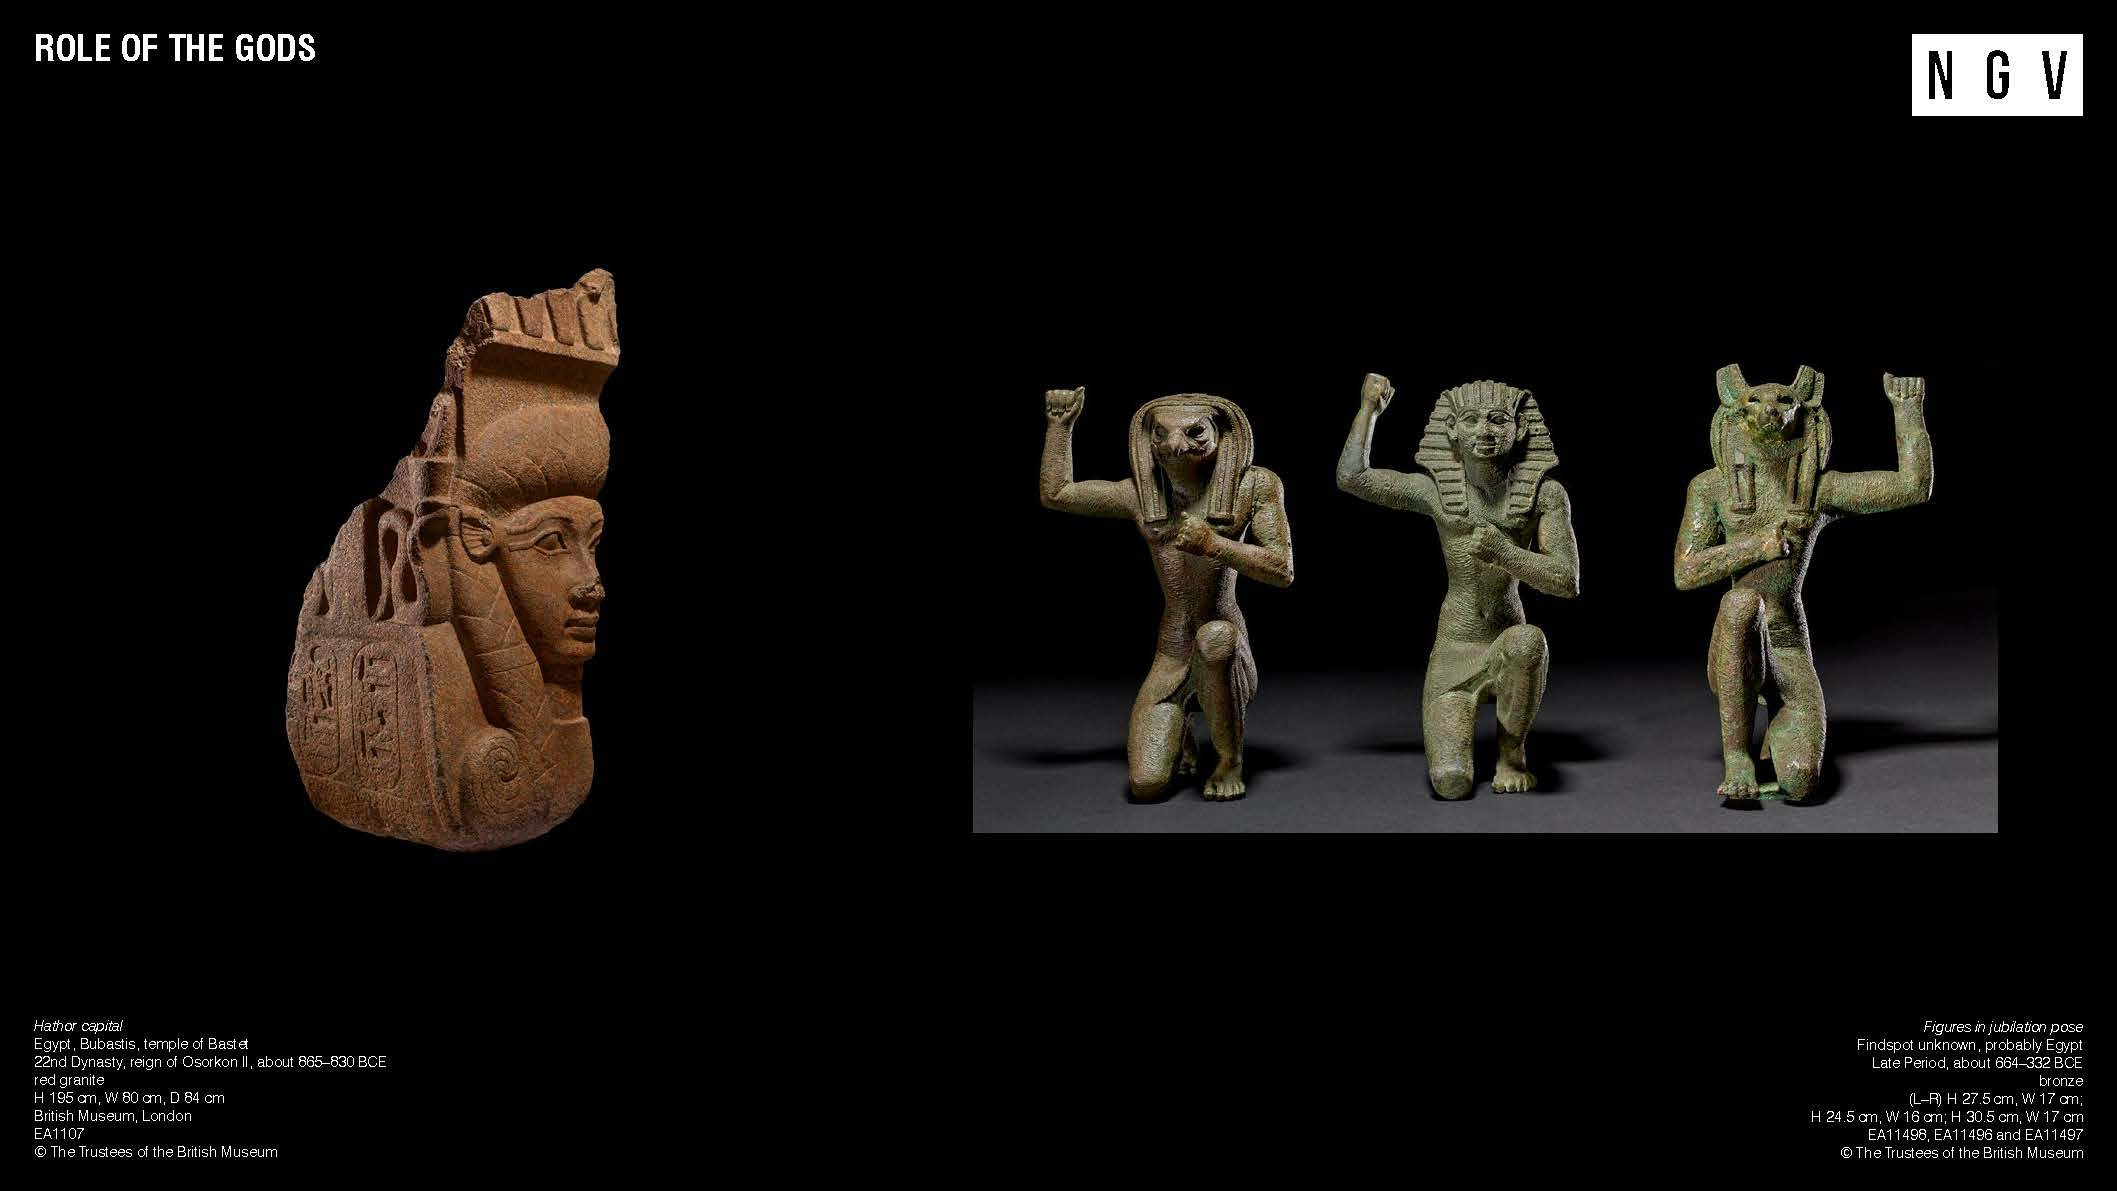 ROLE OF THE GODS
NGV
Hathor capital
Egypt, Bubastis, temple of Bastet
22nd Dynasty, reign of Osorkon II, about 865–830 BCE
red granite
H 195 cm, W 80 cm, D 84 cm
British Museum, London
EA1107
© The Trustees of the British Museum
Figures in jubilation pose
Findspot unknown, probably Egypt
Late Period, about 664–332 BCE
bronze
(L–R) H 27.5 cm, W 17 cm;
H 24.5 cm, W 16 cm; H 30.5 cm, W 17 cm
EA11498, EA11496 and EA11497
© The Trustees of the British Museum